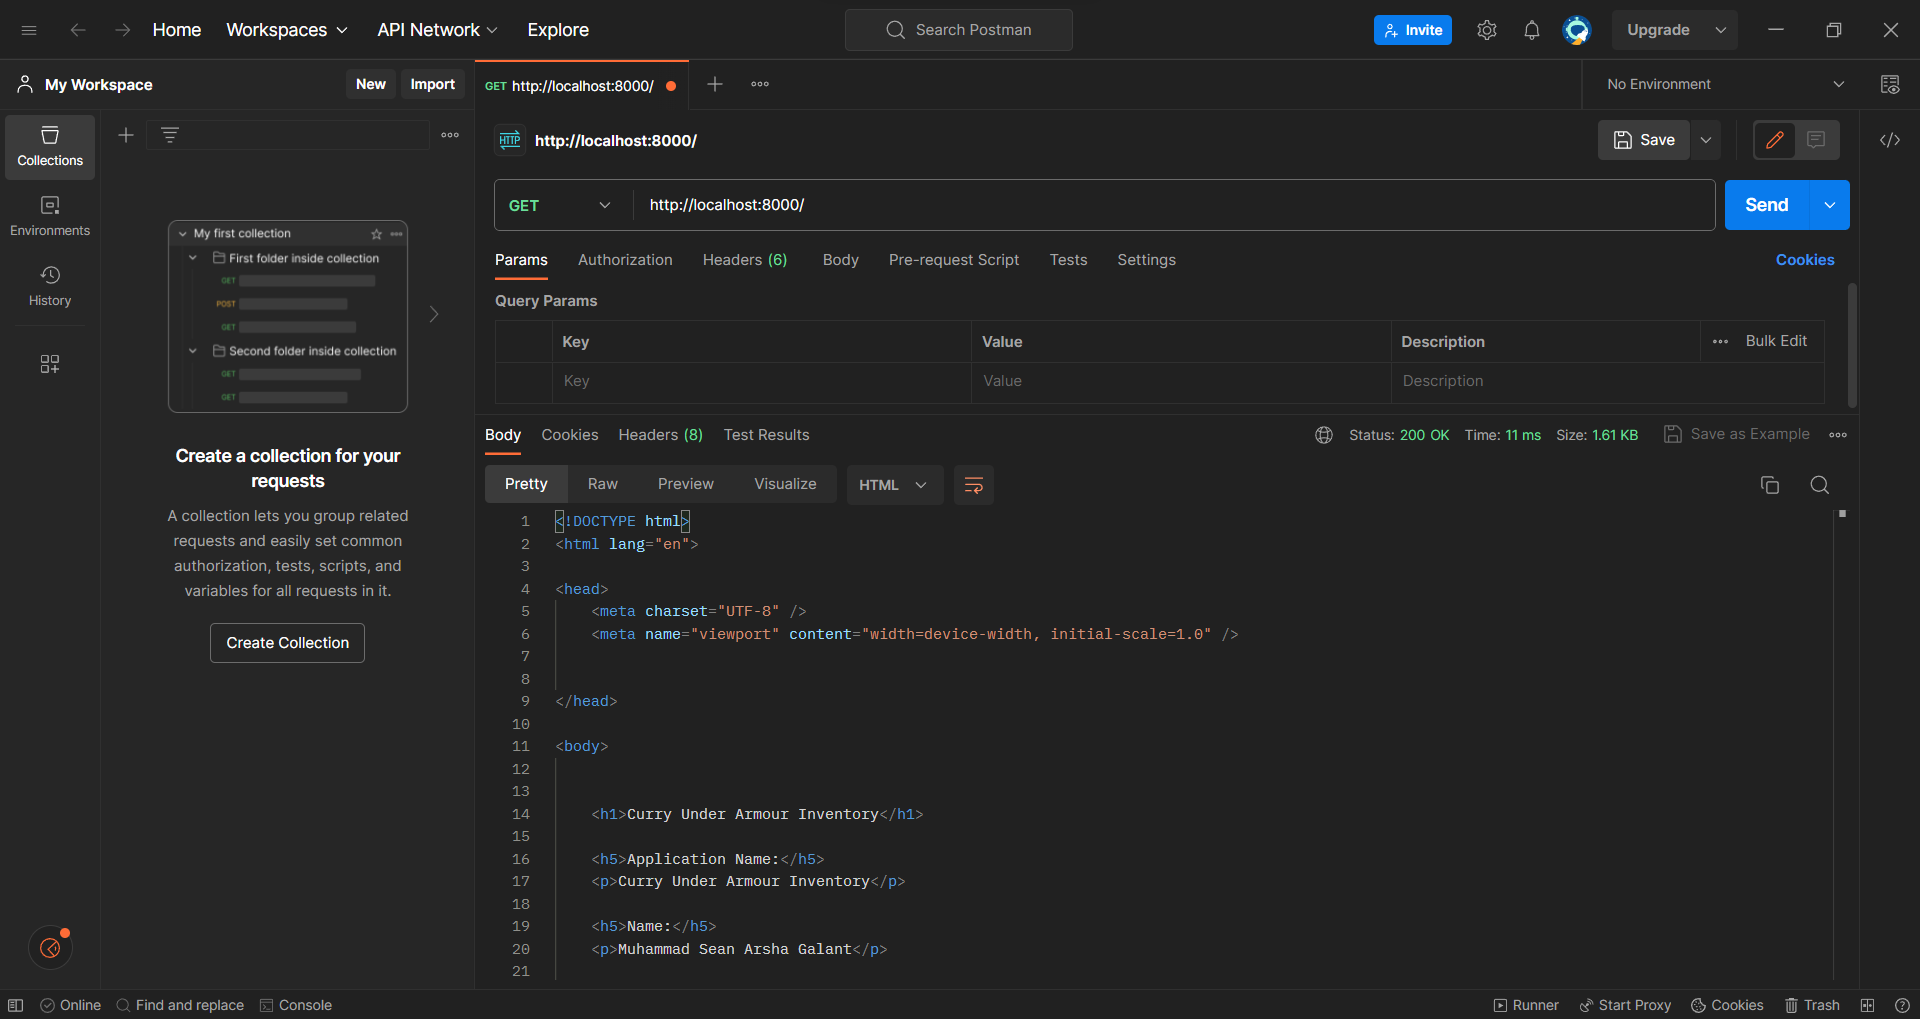 Home Workspaces API Network Explore Search Postman Invite Upgrade
My Workspace New Import GET http://localhost:8000/ No Environment
HTTP http://localhost:8000/ Save
Collections
Environments
History
My first collection
First folder inside collection
GET
POST
GET
Second folder inside collection
GET
GET
Create a collection for your
requests
A collection lets you group related
requests and easily set common
authorization, tests, scripts, and
variables for all requests in it.
Create Collection
GET http://localhost:8000/ Send
Params Authorization Headers (6) Body Pre-request Script Tests Settings Cookies
Query Params
Key Value Description Bulk Edit
Key Value Description
Body Cookies Headers (8) Test Results Status: 200 OK Time: 11 ms Size: 1.61 KB Save as Example
Pretty Raw Preview Visualize HTML
1 <!DOCTYPE html>
2 <html lang="en">
3
4 <head>
5 <meta charset="UTF-8" />
6 <meta name="viewport" content="width=device-width, initial-scale=1.0" />
7
8
9 </head>
10
11 <body>
12
13
14 <h1>Curry Under Armour Inventory</h1>
15
16 <h5>Application Name:</h5>
17 <p>Curry Under Armour Inventory</p>
18
19 <h5>Name:</h5>
20 <p>Muhammad Sean Arsha Galant</p>
21
Online Find and replace Console Runner Start Proxy Cookies Trash